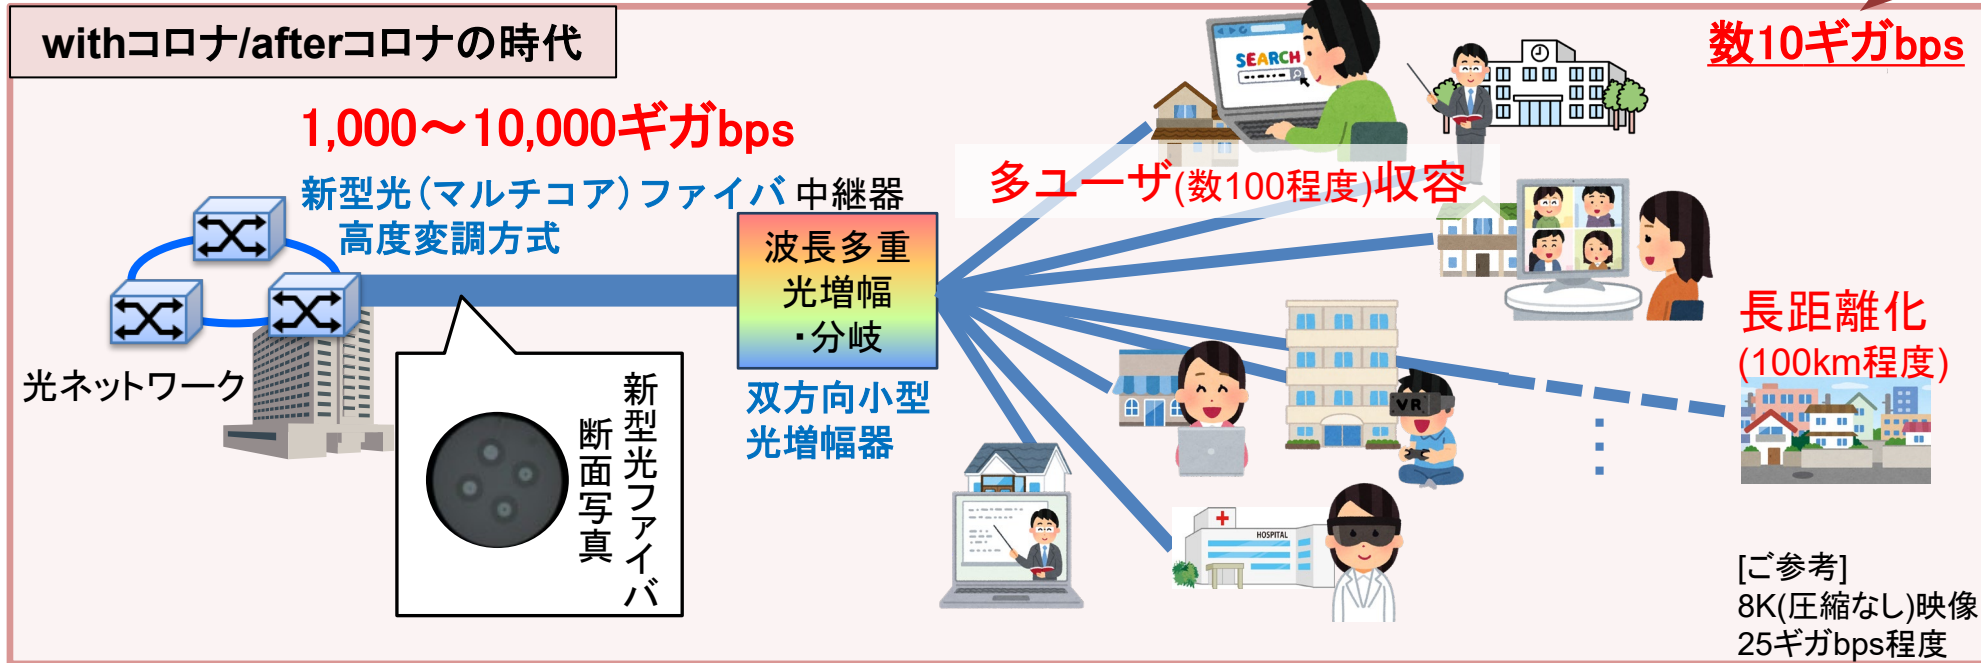 withコロナ/afterコロナの時代
数10ギガbps
1,000～10,000ギガbps
新型光(マルチコア)ファイバ
高度変調方式
中継器
波長多重
光増幅
・分岐
双方向小型
光増幅器
光ネットワーク
新型光ファイバ
断面写真
多ユーザ(数100程度)収容
SEARCH
VR
HOSPITAL
長距離化
(100km程度)
[ご参考]
8K(圧縮なし)映像
25ギガbps程度